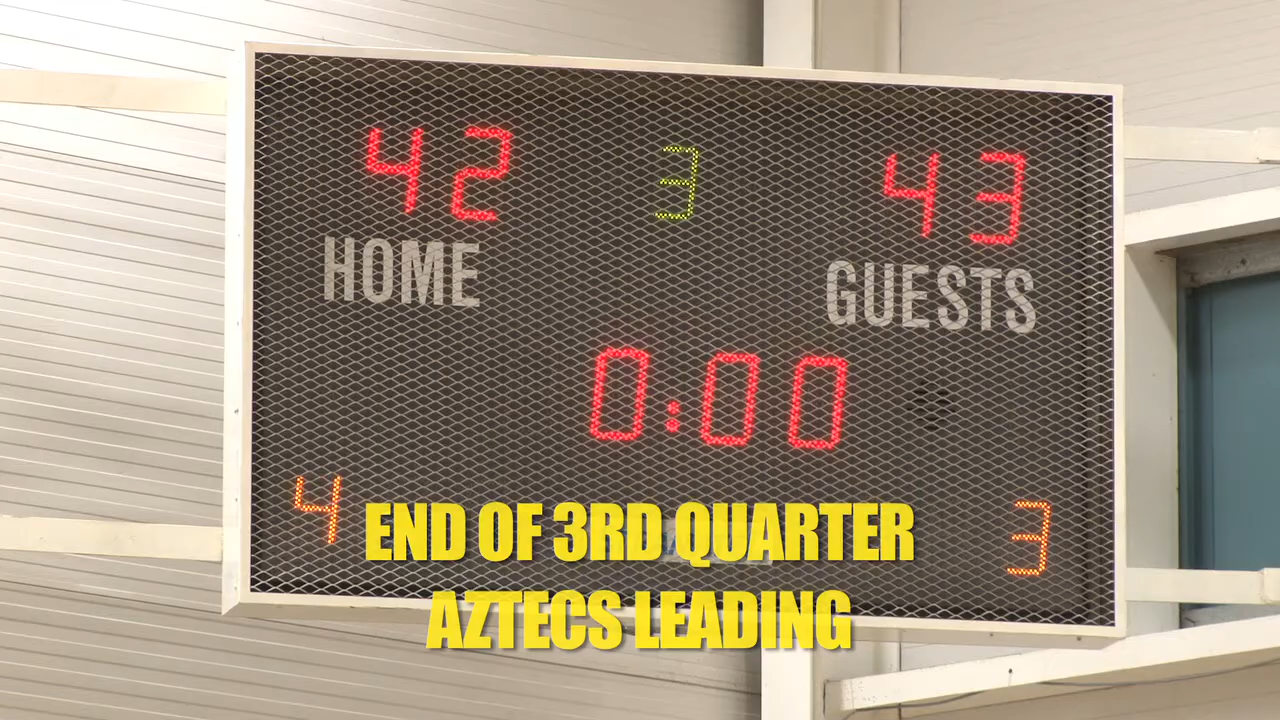 42 3 43
HOME GUESTS
0:00
4 3
END OF 3RD QUARTER
AZTECS LEADING